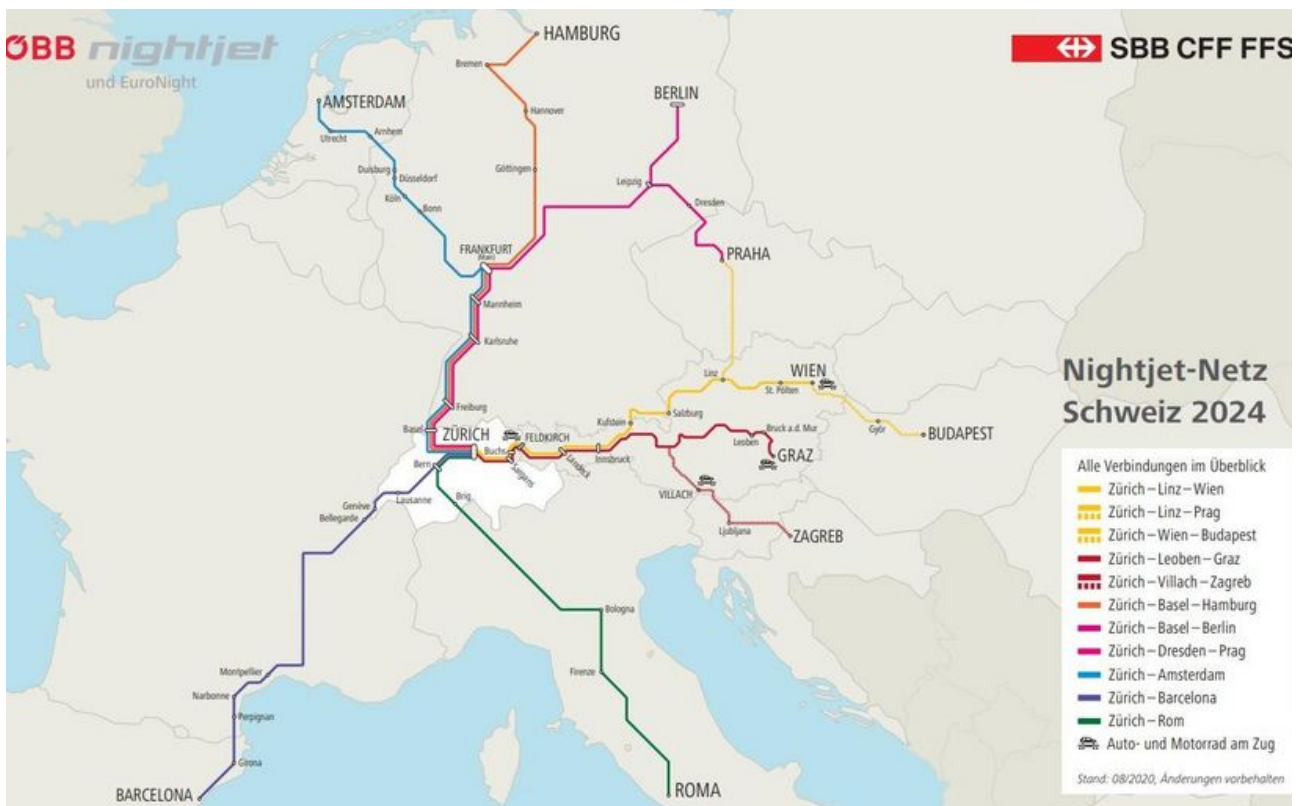 ÖBB nightjet
und EuroNight
SBB CFF FFS
HAMBURG
Bremen
Hannover
AMSTERDAM
Utrecht
Arnhem
BERLIN
Duisburg
Düsseldorf
Göttingen
Köln
Bonn
Leipzig
Dresden
FRANKFURT
(Main)
PRAHA
Mannheim
Karlsruhe
Linz
WIEN
St. Pölten
Freiburg
Salzburg
Kufstein
Basel
ZÜRICH
Győr
BUDAPEST
Buchs
FELDKIRCH
Bruck a.d. Mur
Leoben
Bern
Sargans
Landeck
Innsbruck
GRAZ
Lausanne
Brig
VILLACH
Genève
Bellegarde
Ljubljana
ZAGREB
Bologna
Firenze
Montpellier
Narbonne
Perpignan
Girona
BARCELONA
ROMA
Nightjet-Netz
Schweiz 2024
Alle Verbindungen im Überblick
Zürich – Linz – Wien
Zürich – Linz – Prag
Zürich – Wien – Budapest
Zürich – Leoben – Graz
Zürich – Villach – Zagreb
Zürich – Basel – Hamburg
Zürich – Basel – Berlin
Zürich – Dresden – Prag
Zürich – Amsterdam
Zürich – Barcelona
Zürich – Rom
Auto- und Motorrad am Zug
Stand: 08/2020, Änderungen vorbehalten